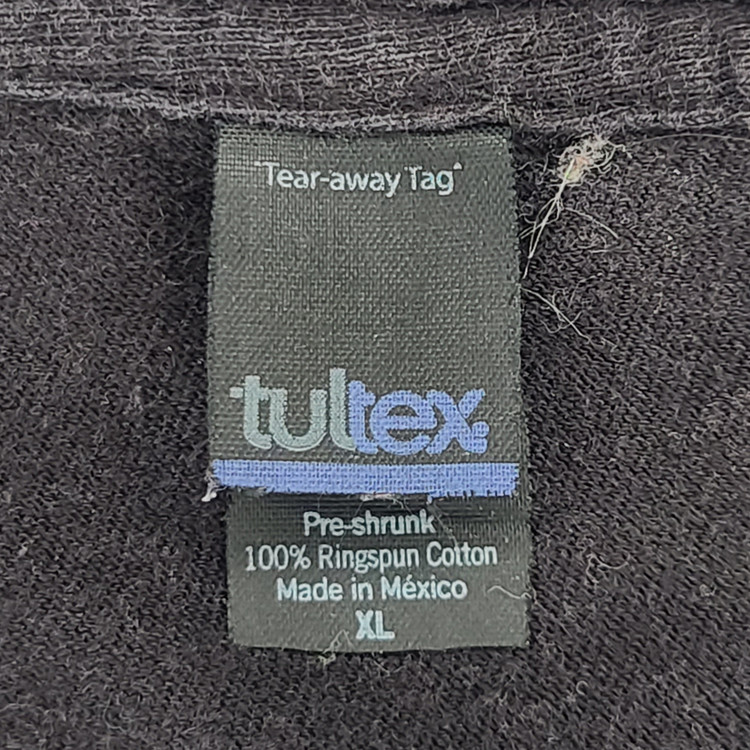 "Tear-away Tag"
tultex
Pre-shrunk
100% Ringspun Cotton
Made in México
XL